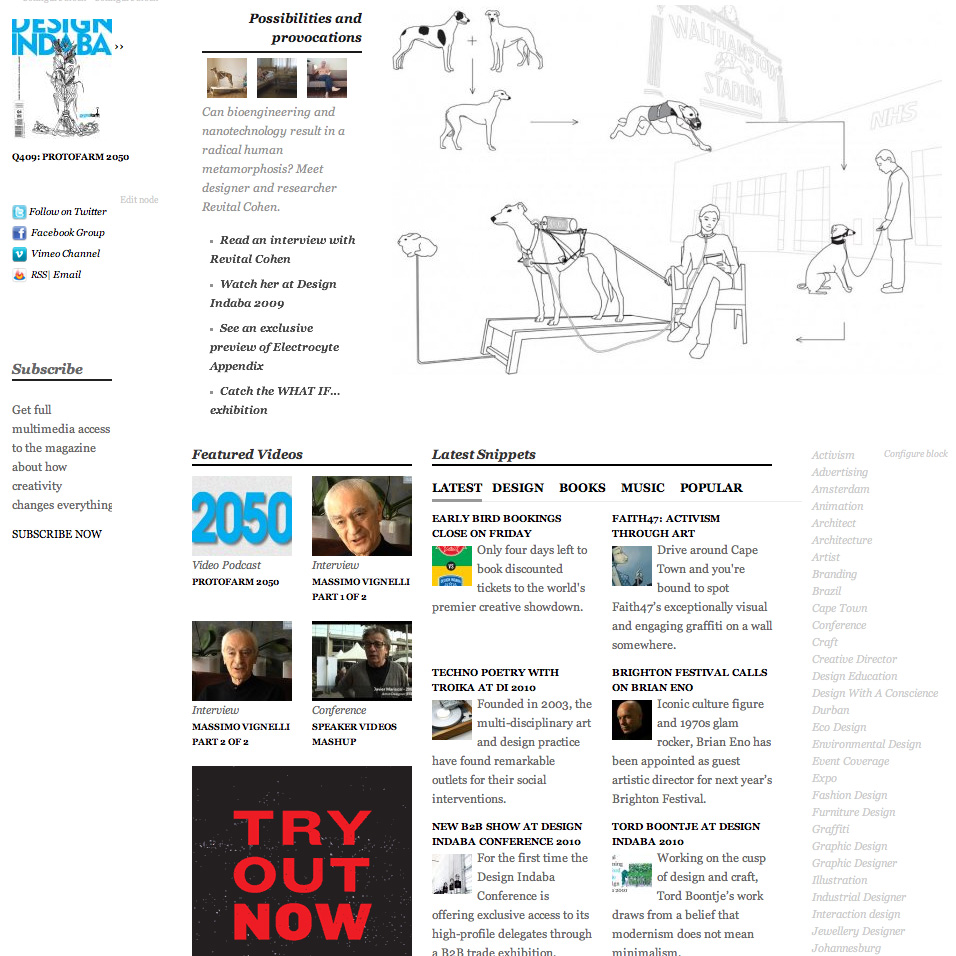 DESIGN
INDABA ››
Q409: PROTOFARM 2050
Edit node
Follow on Twitter
Facebook Group
Vimeo Channel
RSS| Email
Subscribe
Get full
multimedia access
to the magazine
about how
creativity
changes everything
SUBSCRIBE NOW
Possibilities and
provocations
Can bioengineering and
nanotechnology result in a
radical human
metamorphosis? Meet
designer and researcher
Revital Cohen.
Read an interview with
Revital Cohen
Watch her at Design
Indaba 2009
See an exclusive
preview of Electrocyte
Appendix
Catch the WHAT IF...
exhibition
WALTHAMSTOW
STADIUM
NHS
Featured Videos
2050
Video Podcast
PROTOFARM 2050
Interview
MASSIMO VIGNELLI
PART 1 OF 2
Interview
MASSIMO VIGNELLI
PART 2 OF 2
Conference
SPEAKER VIDEOS
MASHUP
TRY
OUT
NOW
Latest Snippets
LATEST DESIGN BOOKS MUSIC POPULAR
EARLY BIRD BOOKINGS
CLOSE ON FRIDAY
VS
Only four days left to
book discounted
tickets to the world's
premier creative showdown.
FAITH47: ACTIVISM
THROUGH ART
Drive around Cape
Town and you're
bound to spot
Faith47's exceptionally visual
and engaging graffiti on a wall
somewhere.
TECHNO POETRY WITH
TROIKA AT DI 2010
Founded in 2003, the
multi-disciplinary art
and design practice
have found remarkable
outlets for their social
interventions.
BRIGHTON FESTIVAL CALLS
ON BRIAN ENO
Iconic culture figure
and 1970s glam
rocker, Brian Eno has
been appointed as guest
artistic director for next year's
Brighton Festival.
NEW B2B SHOW AT DESIGN
INDABA CONFERENCE 2010
For the first time the
Design Indaba
Conference is
offering exclusive access to its
high-profile delegates through
a B2B trade exhibition.
TORD BOONTJE AT DESIGN
INDABA 2010
Working on the cusp
of design and craft,
Tord Boontje's work
draws from a belief that
modernism does not mean
minimalism.
Configure block
Activism
Advertising
Amsterdam
Animation
Architect
Architecture
Artist
Branding
Brazil
Cape Town
Conference
Craft
Creative Director
Design Education
Design With A Conscience
Durban
Eco Design
Environmental Design
Event Coverage
Expo
Fashion Design
Furniture Design
Graffiti
Graphic Design
Graphic Designer
Illustration
Industrial Designer
Interaction design
Jewellery Designer
Johannesburg